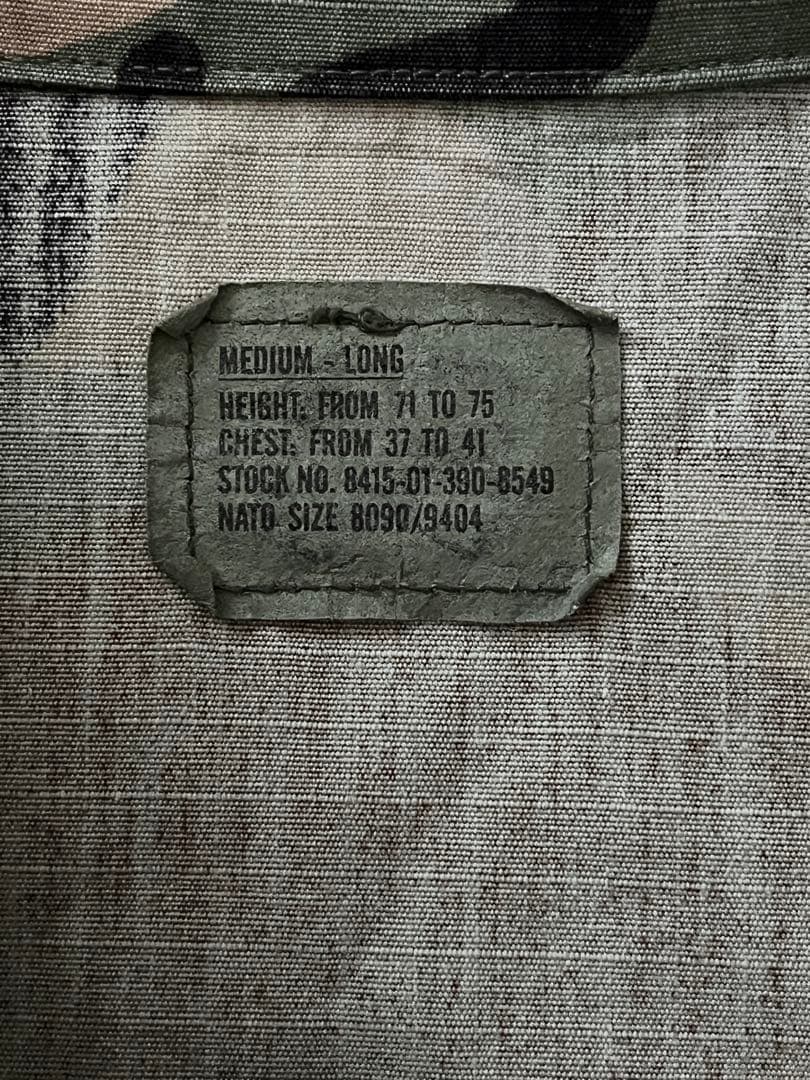 MEDIUM - LONG
HEIGHT: FROM 71 TO 75
CHEST: FROM 37 TO 41
STOCK NO. 8415-01-390-8549
NATO SIZE 8090/9404